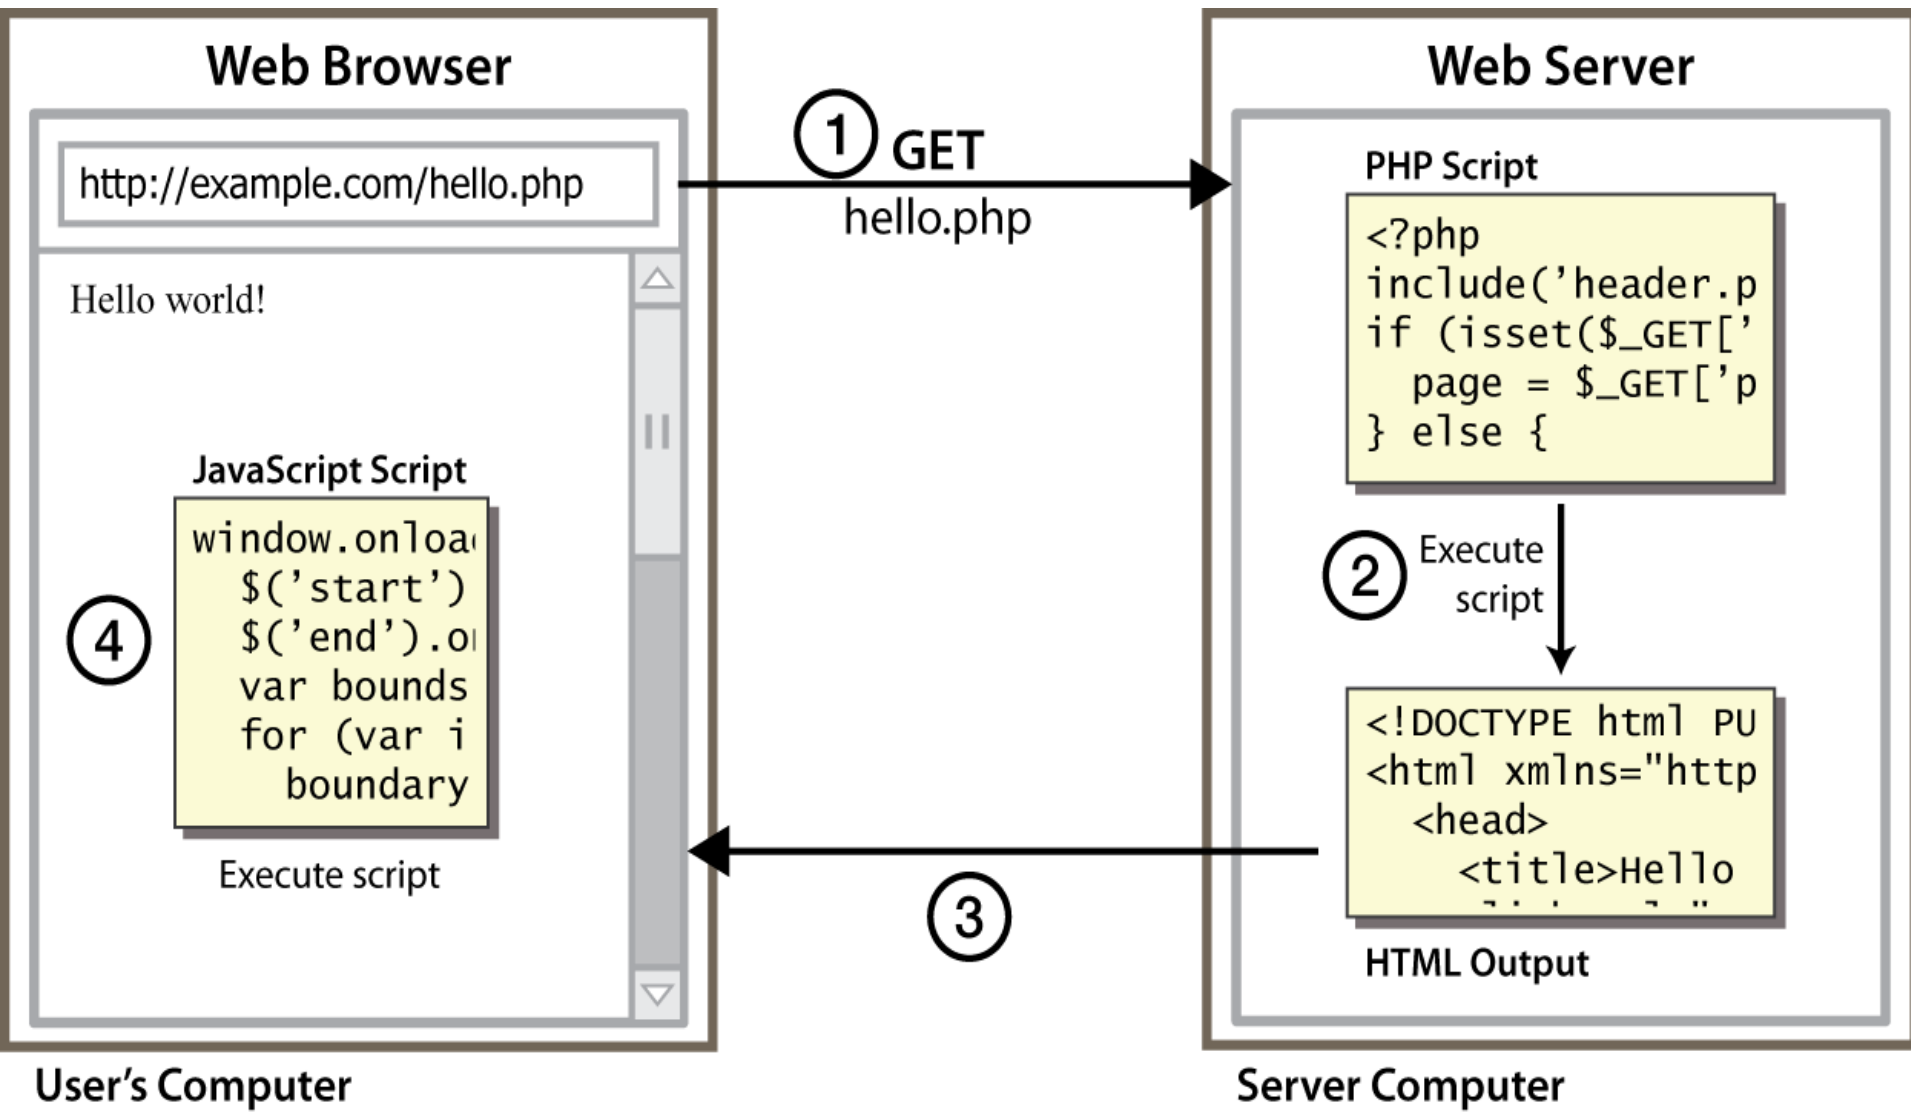 Web Browser
http://example.com/hello.php
Hello world!
JavaScript Script
window.onloa
$('start')
$('end').o
var bounds
for (var i
boundary
4
Execute script
User's Computer
1 GET
hello.php
3
Web Server
PHP Script
<?php
include('header.p
if (isset($_GET['
page = $_GET['p
} else {
2 Execute
script
<!DOCTYPE html PU
<html xmlns="http
<head>
<title>Hello
HTML Output
Server Computer